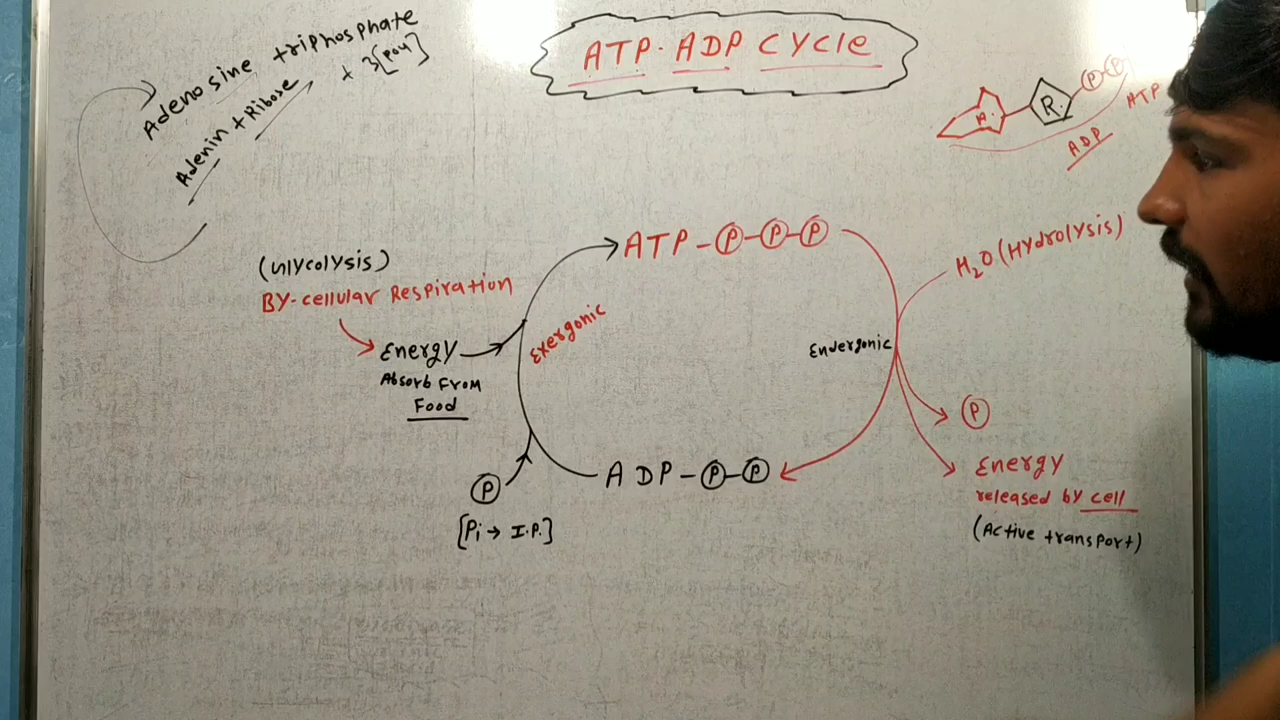 ATP-ADP CYCLE
Adenosine triphosphate
Adenin + Ribose + 3[PO4]
A. R. P P
ATP
ADP
(Glycolysis)
BY-cellular Respiration
Energy
Absorb From
Food
Exergonic
ATP-P-P-P
H2O (Hydrolysis)
Endergonic
P
Energy
released by cell
(Active transport)
ADP-P-P
P
[Pi → I.P.]